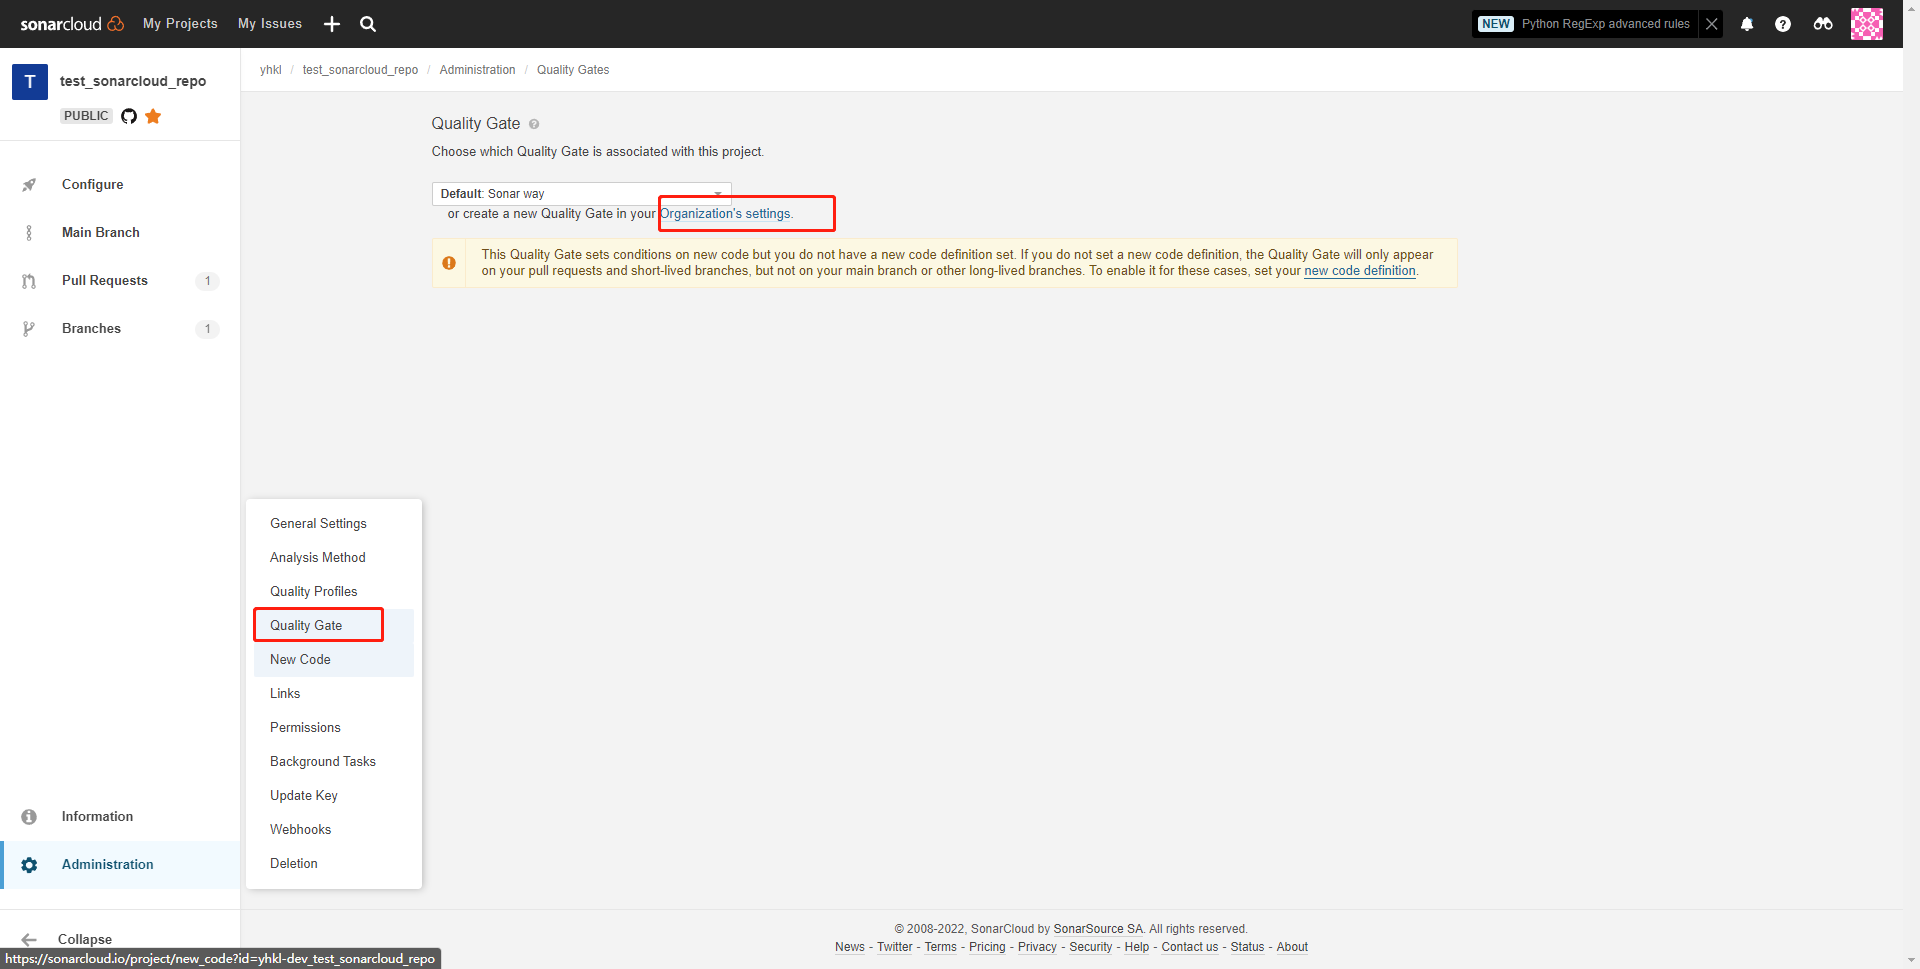 sonarcloud My Projects My Issues NEW Python RegExp advanced rules
T test_sonarcloud_repo
PUBLIC
Configure
Main Branch
Pull Requests 1
Branches 1
Information
Administration
Collapse
yhkl / test_sonarcloud_repo / Administration / Quality Gates
Quality Gate
Choose which Quality Gate is associated with this project.
Default: Sonar way
or create a new Quality Gate in your Organization's settings.
This Quality Gate sets conditions on new code but you do not have a new code definition set. If you do not set a new code definition, the Quality Gate will only appear
on your pull requests and short-lived branches, but not on your main branch or other long-lived branches. To enable it for these cases, set your new code definition.
General Settings
Analysis Method
Quality Profiles
Quality Gate
New Code
Links
Permissions
Background Tasks
Update Key
Webhooks
Deletion
© 2008-2022, SonarCloud by SonarSource SA. All rights reserved.
News - Twitter - Terms - Pricing - Privacy - Security - Help - Contact us - Status - About
https://sonarcloud.io/project/new_code?id=yhkl-dev_test_sonarcloud_repo